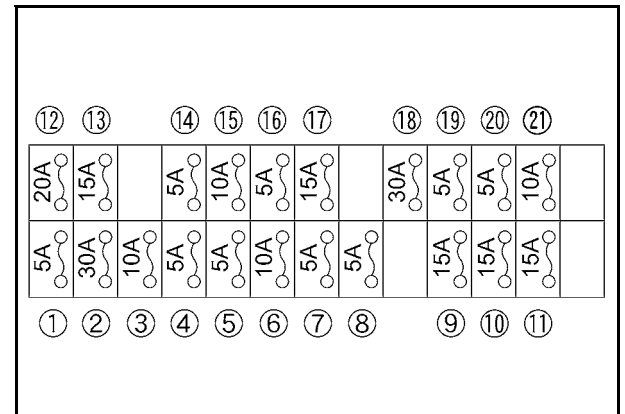 ⑫ ⑬ ⑭ ⑮ ⑯ ⑰ ⑱ ⑲ ⑳ ㉑
20A 15A 5A 10A 5A 15A 30A 5A 5A 10A
5A 30A 10A 5A 5A 10A 5A 5A 15A 15A 15A
① ② ③ ④ ⑤ ⑥ ⑦ ⑧ ⑨ ⑩ ⑪